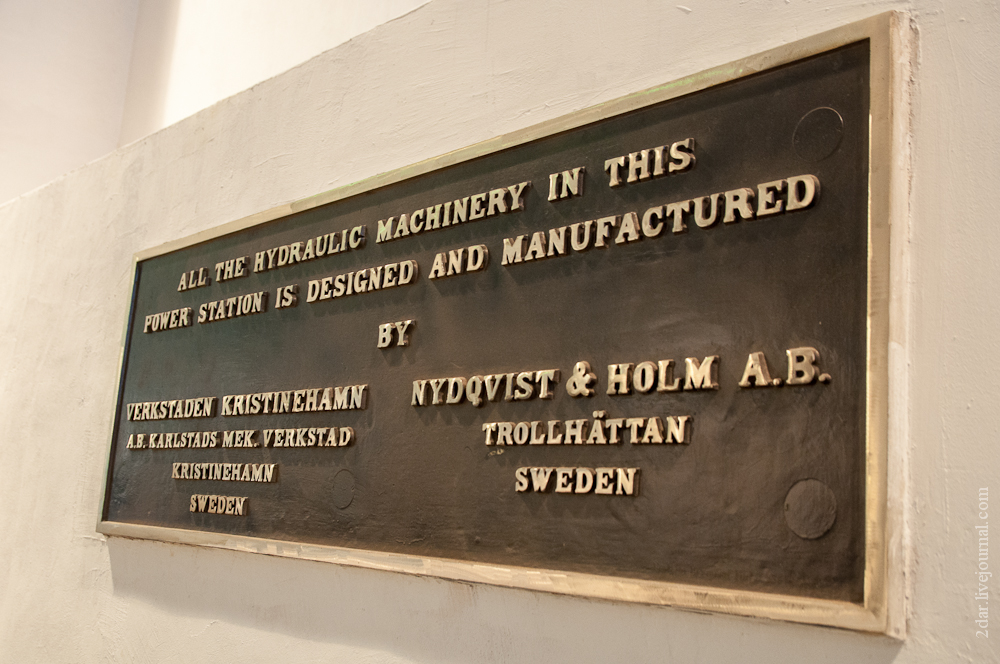 ALL THE HYDRAULIC MACHINERY IN THIS
POWER STATION IS DESIGNED AND MANUFACTURED
BY
VERKSTADEN KRISTINEHAMN
A.B. KARLSTADS MEK. VERKSTAD
KRISTINEHAMN
SWEDEN
NYDQVIST & HOLM A.B.
TROLLHÄTTAN
SWEDEN
2dar.livejournal.com